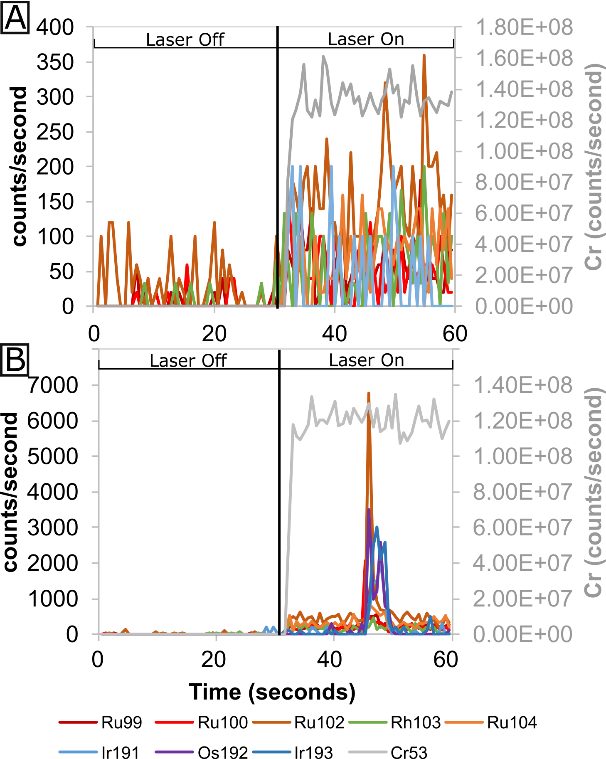 A
Laser Off
Laser On
counts/second
400
350
300
250
200
150
100
50
0
1.80E+08
1.60E+08
1.40E+08
1.20E+08
1.00E+08
8.00E+07
6.00E+07
4.00E+07
2.00E+07
0.00E+00
Cr (counts/second)
0 20 40 60
B
Laser Off
Laser On
counts/second
7000
6000
5000
4000
3000
2000
1000
0
1.40E+08
1.20E+08
1.00E+08
8.00E+07
6.00E+07
4.00E+07
2.00E+07
0.00E+00
Cr (counts/second)
0 20 40 60
Time (seconds)
Ru99 Ru100 Ru102 Rh103 Ru104
Ir191 Os192 Ir193 Cr53